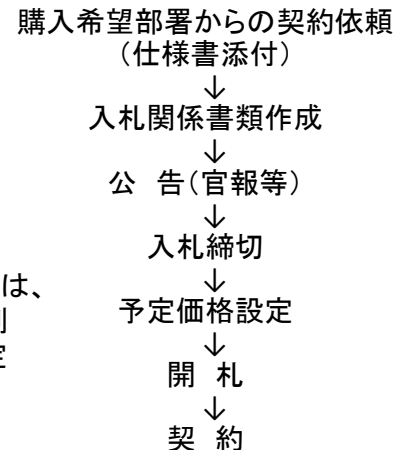 購入希望部署からの契約依頼
(仕様書添付)
↓
入札関係書類作成
↓
公 告(官報等)
↓
入札締切
↓
予定価格設定
↓
開 札
↓
契 約
は、
定